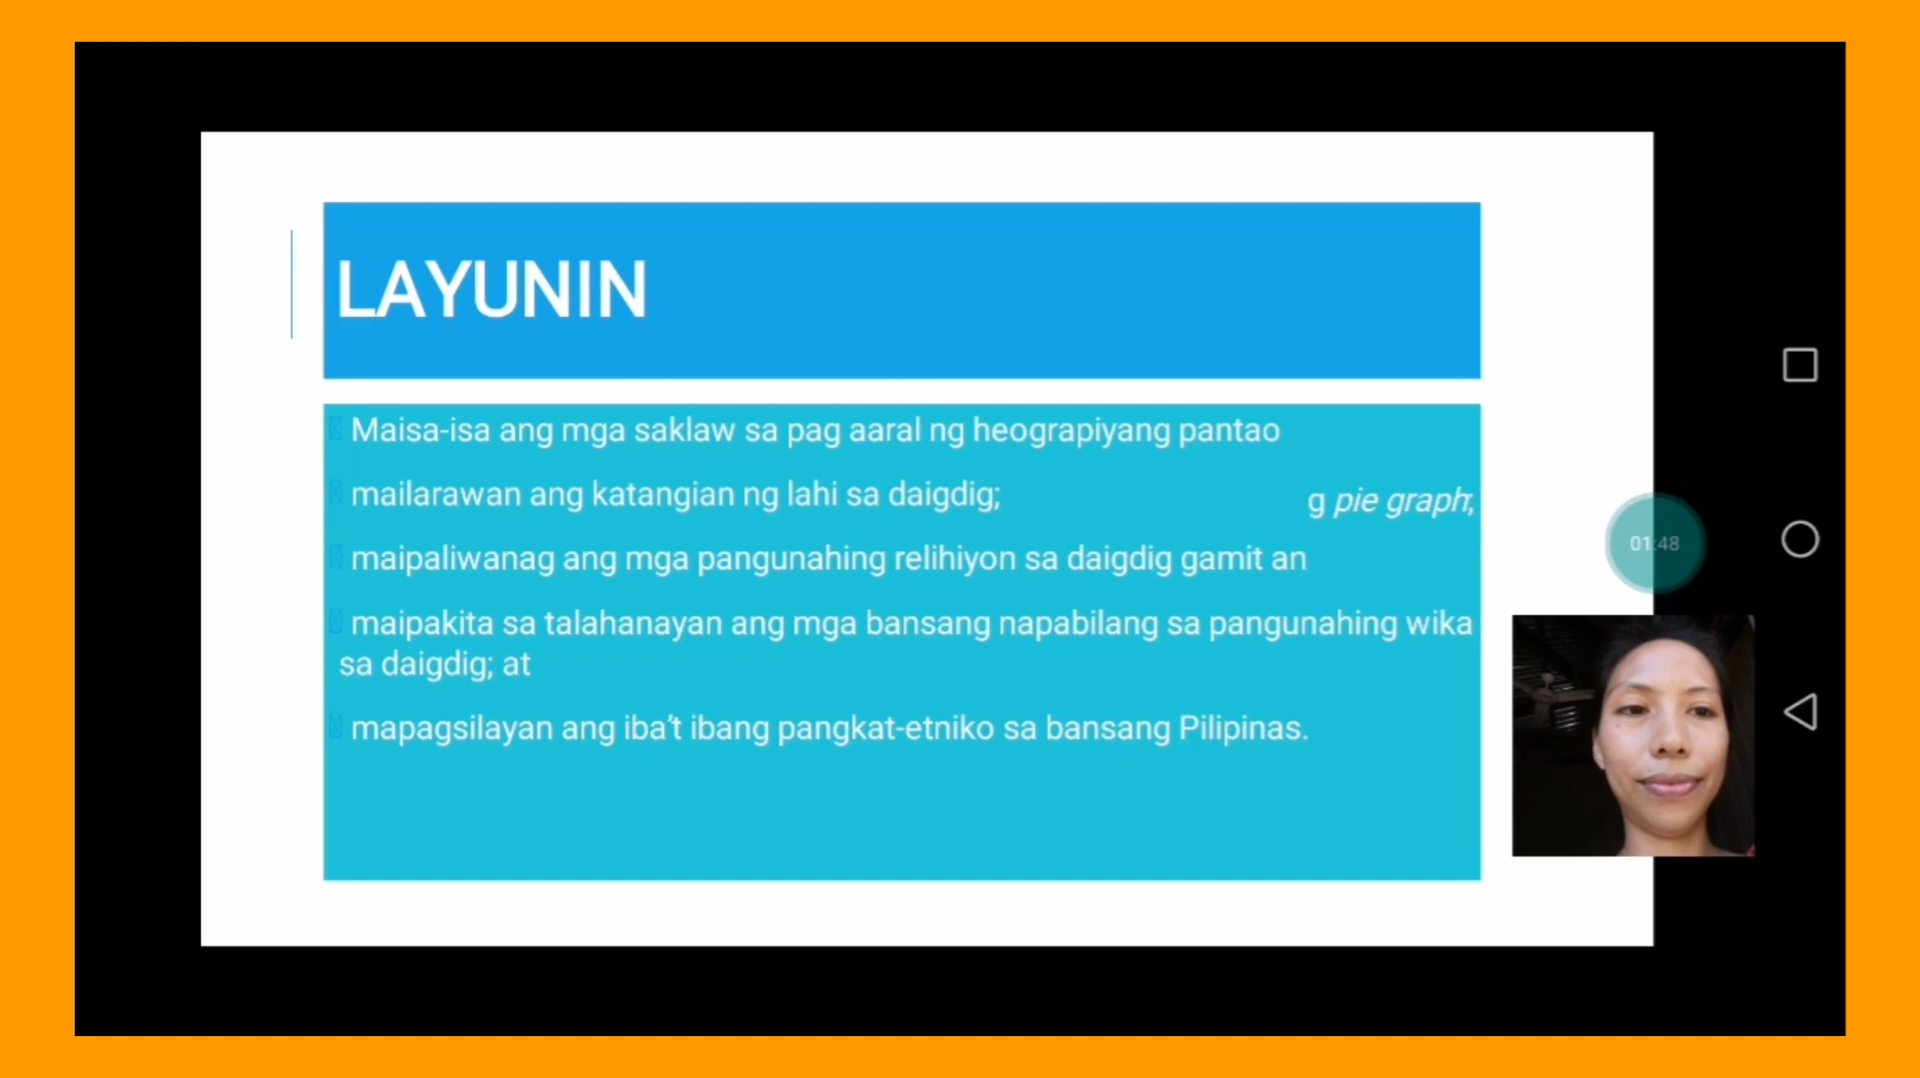 LAYUNIN
Maisa-isa ang mga saklaw sa pag aaral ng heograpiyang pantao
mailarawan ang katangian ng lahi sa daigdig;
g pie graph;
maipaliwanag ang mga pangunahing relihiyon sa daigdig gamit an
maipakita sa talahanayan ang mga bansang napabilang sa pangunahing wika
sa daigdig; at
mapagsilayan ang iba't ibang pangkat-etniko sa bansang Pilipinas.
01:48